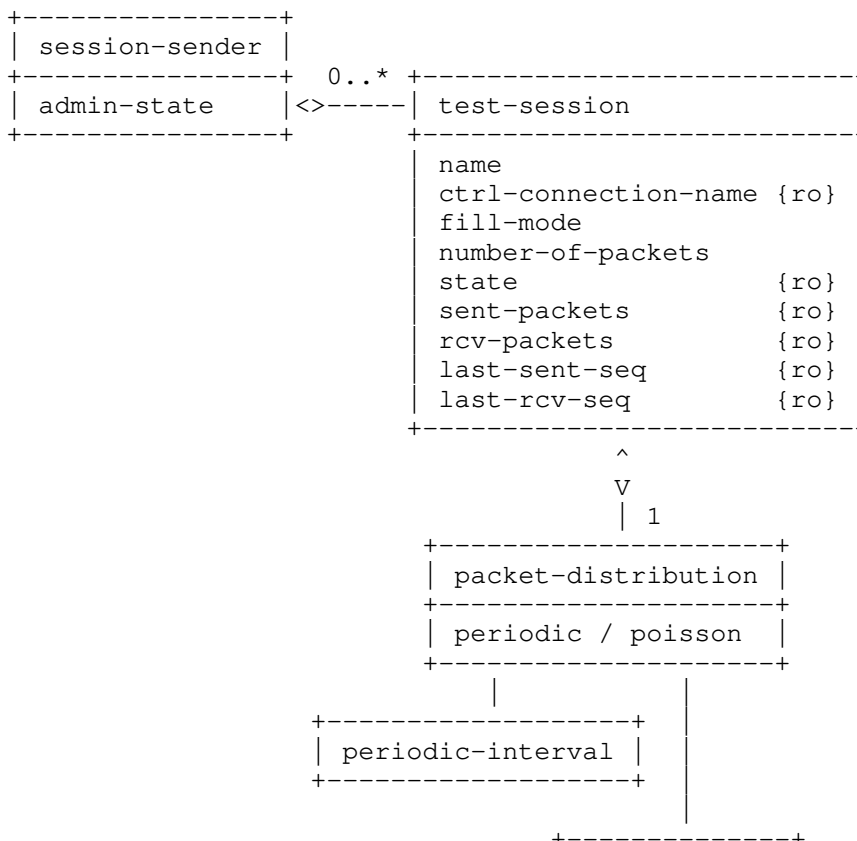 session-sender
0..*
admin-state <> test-session
name
ctrl-connection-name {ro}
fill-mode
number-of-packets
state {ro}
sent-packets {ro}
rcv-packets {ro}
last-sent-seq {ro}
last-rcv-seq {ro}
^
V
1
packet-distribution
periodic / poisson
periodic-interval